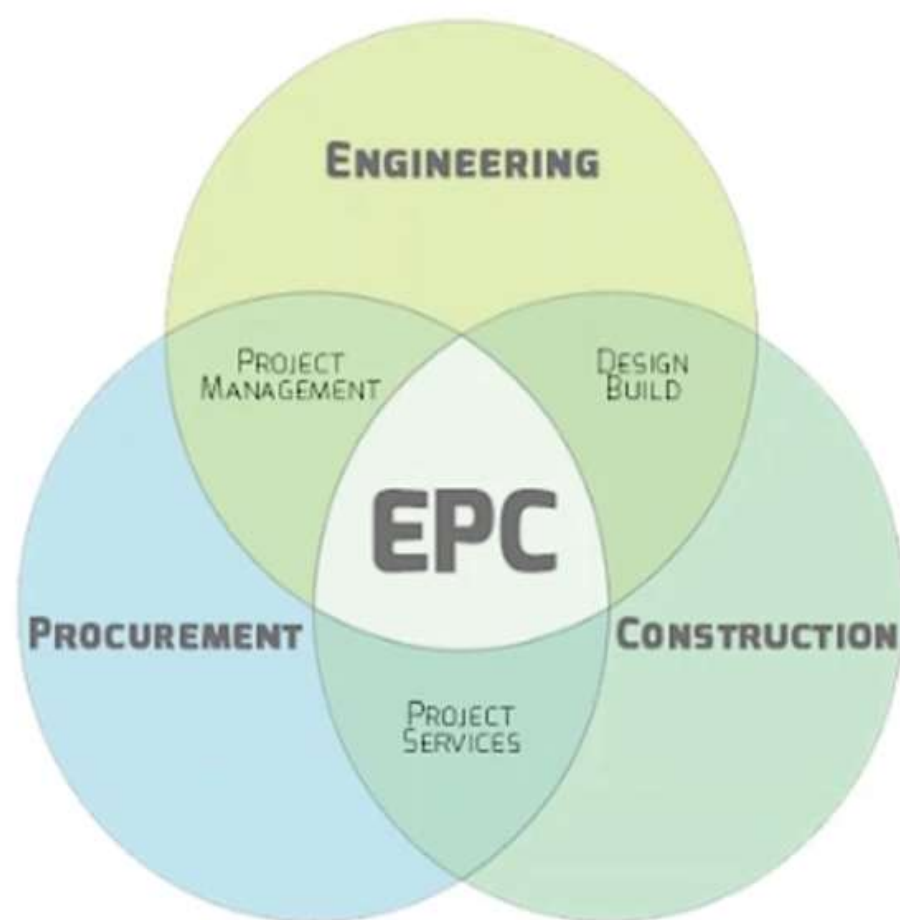 ENGINEERING
PROJECT
MANAGEMENT
DESIGN
BUILD
EPC
PROCUREMENT
CONSTRUCTION
PROJECT
SERVICES